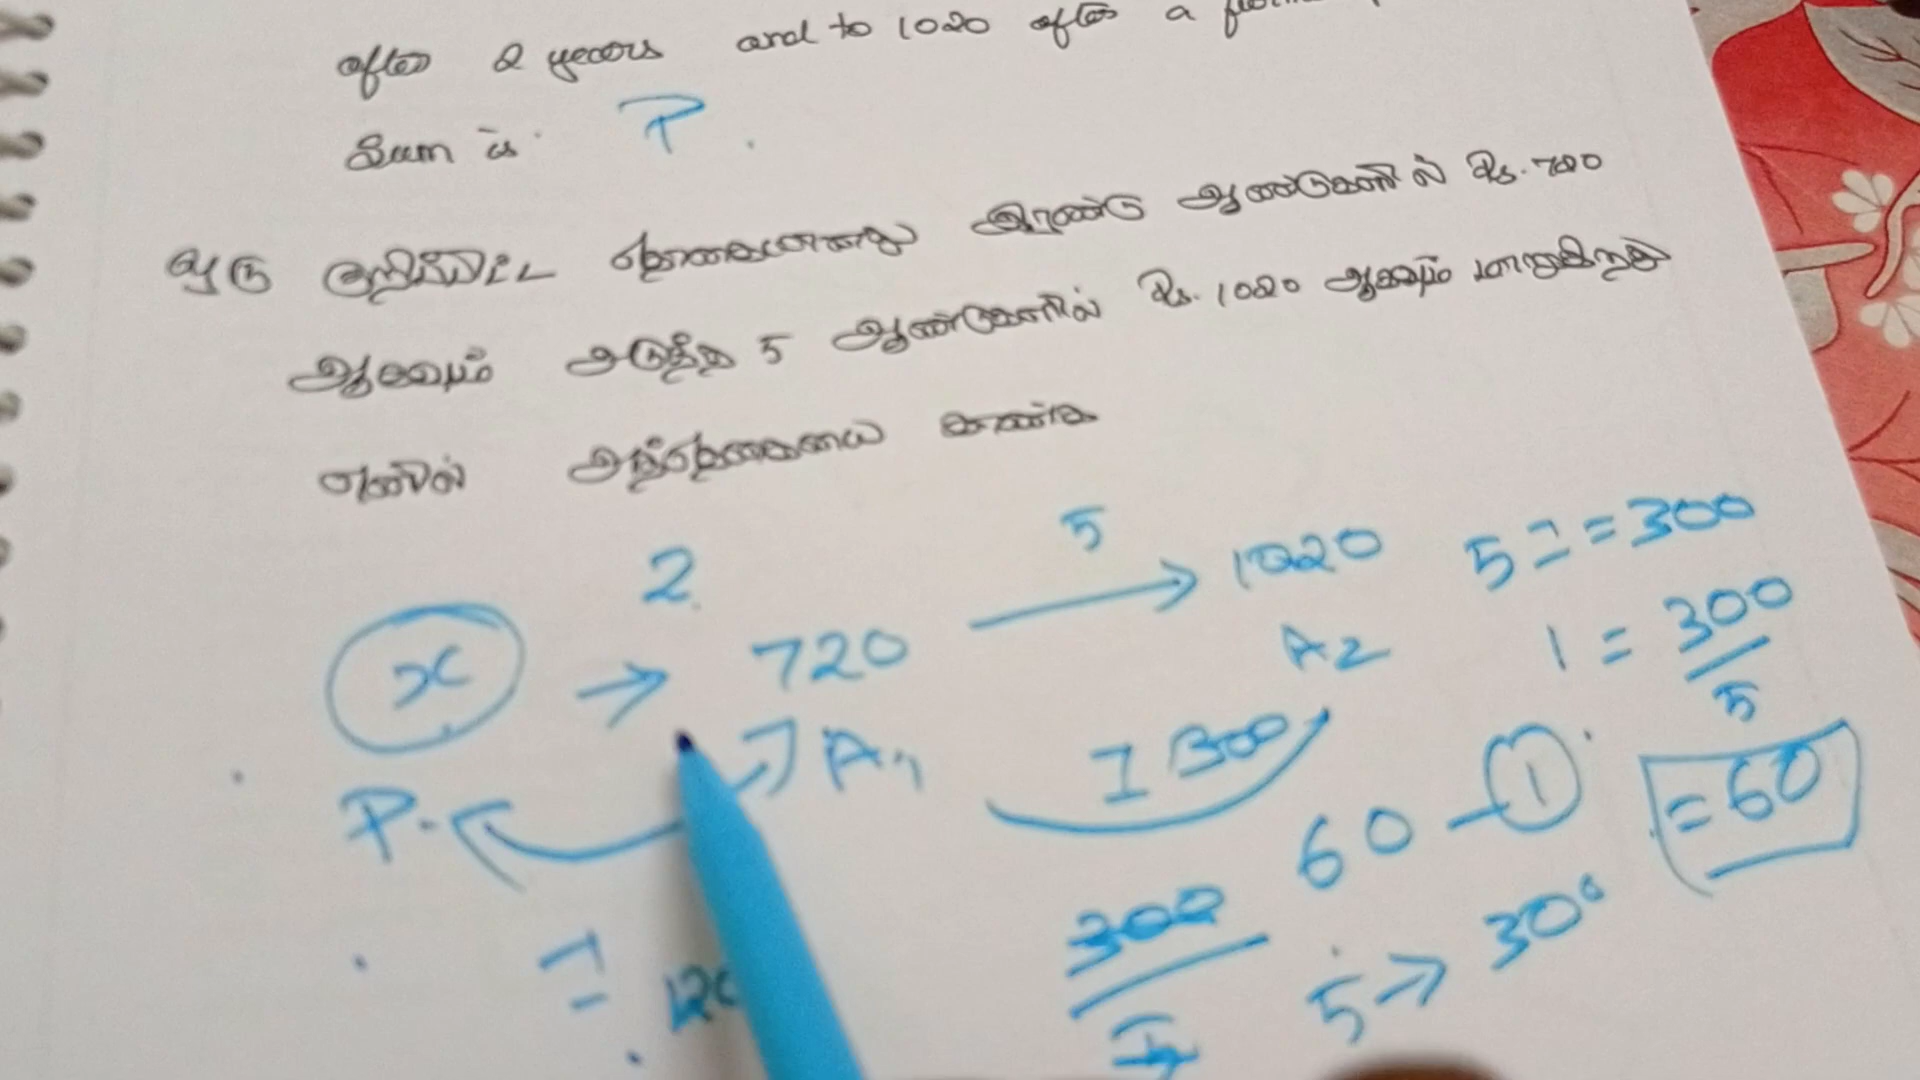 after 2 years and to 1020 after a
Sum is P.
ஒரு குறிப்பிட்ட தொகையானது இரண்டு ஆண்டுகளில் Rs. 720
ஆகவும் அடுத்த 5 ஆண்டுகளில் Rs. 1020 ஆகவும் மாறுகிறது
எனில் அத்தொகையை காண்க
2 5
x → 720 → 1020 5 I = 300
A2 1 = 300/5
P. A1 I 300 = 60
60 - 1
I = 120 300/5 5 → 300